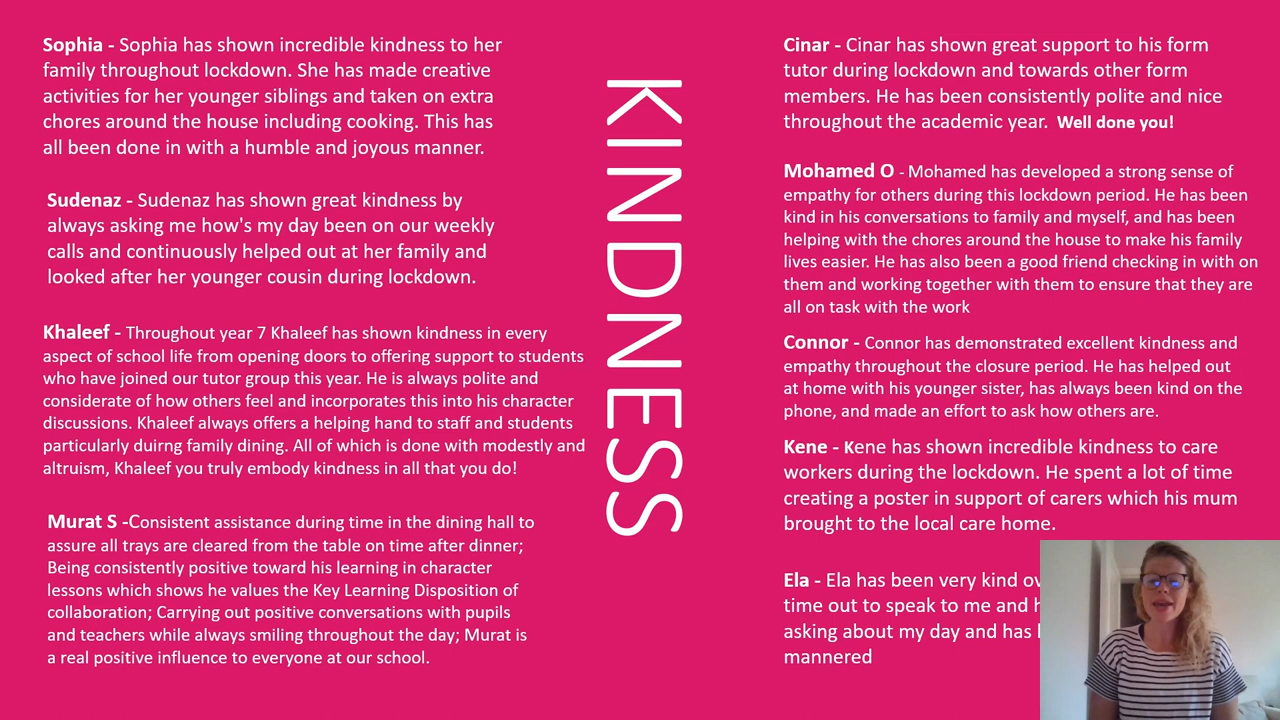 Sophia - Sophia has shown incredible kindness to her
family throughout lockdown. She has made creative
activities for her younger siblings and taken on extra
chores around the house including cooking. This has
all been done in with a humble and joyous manner.
Sudenaz - Sudenaz has shown great kindness by
always asking me how's my day been on our weekly
calls and continuously helped out at her family and
looked after her younger cousin during lockdown.
Khaleef - Throughout year 7 Khaleef has shown kindness in every
aspect of school life from opening doors to offering support to students
who have joined our tutor group this year. He is always polite and
considerate of how others feel and incorporates this into his character
discussions. Khaleef always offers a helping hand to staff and students
particularly duirng family dining. All of which is done with modestly and
altruism, Khaleef you truly embody kindness in all that you do!
Murat S -Consistent assistance during time in the dining hall to
assure all trays are cleared from the table on time after dinner;
Being consistently positive toward his learning in character
lessons which shows he values the Key Learning Disposition of
collaboration; Carrying out positive conversations with pupils
and teachers while always smiling throughout the day; Murat is
a real positive influence to everyone at our school.
KINDNESS
Cinar - Cinar has shown great support to his form
tutor during lockdown and towards other form
members. He has been consistently polite and nice
throughout the academic year. Well done you!
Mohamed O - Mohamed has developed a strong sense of
empathy for others during this lockdown period. He has been
kind in his conversations to family and myself, and has been
helping with the chores around the house to make his family
lives easier. He has also been a good friend checking in with on
them and working together with them to ensure that they are
all on task with the work
Connor - Connor has demonstrated excellent kindness and
empathy throughout the closure period. He has helped out
at home with his younger sister, has always been kind on the
phone, and made an effort to ask how others are.
Kene - Kene has shown incredible kindness to care
workers during the lockdown. He spent a lot of time
creating a poster in support of carers which his mum
brought to the local care home.
Ela - Ela has been very kind
time out to speak to me and
asking about my day and has
mannered